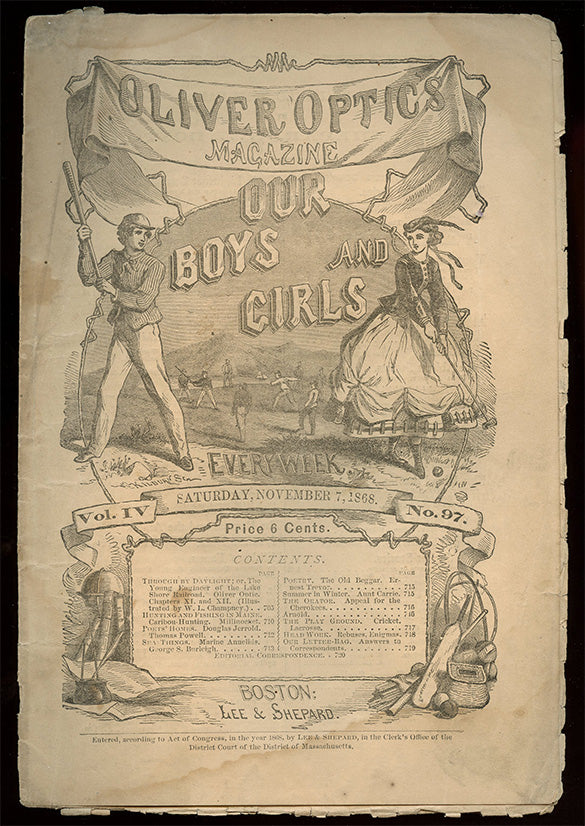 OLIVER OPTICS
MAGAZINE
OUR
BOYS AND
GIRLS
EVERY WEEK.
KILBURN Sc.
SATURDAY, NOVEMBER 7, 1868.
Vol. IV
No. 97.
Price 6 Cents.
CONTENTS.
PAGE
THROUGH BY DAYLIGHT; or, The
Young Engineer of the Lake
Shore Railroad. Oliver Optic.
Chapters XI. and XII. (Illus-
trated by W. L. Champney.) . . 705
HUNTING AND FISHING IN MAINE.
Caribou-Hunting. Millinocket. 710
POETS' HOMES. Douglas Jerrold.
Thomas Powell. . . . . . . . . 712
SEA THINGS. Marine Annelids.
George S. Burleigh. . . . . . 713
PAGE
POETRY. The Old Beggar. Er-
nest Trevor. . . . . . . . . . 715
Summer in Winter. Aunt Carrie. 715
THE ORATOR. Appeal for the
Cherokees. . . . . . . . . . . 716
Arnold. . . . . . . . . . . . 716
THE PLAY GROUND. Cricket.
Lacrosse. . . . . . . . . . . 717
HEAD WORK. Rebuses, Enigmas. 718
OUR LETTER-BAG. Answers to
Correspondents. . . . . . . . 719
EDITORIAL CORRESPONDENCE. . 720
BOSTON:
LEE & SHEPARD.
Entered, according to Act of Congress, in the year 1868, by LEE & SHEPARD, in the Clerk's Office of the
District Court of the District of Massachusetts.